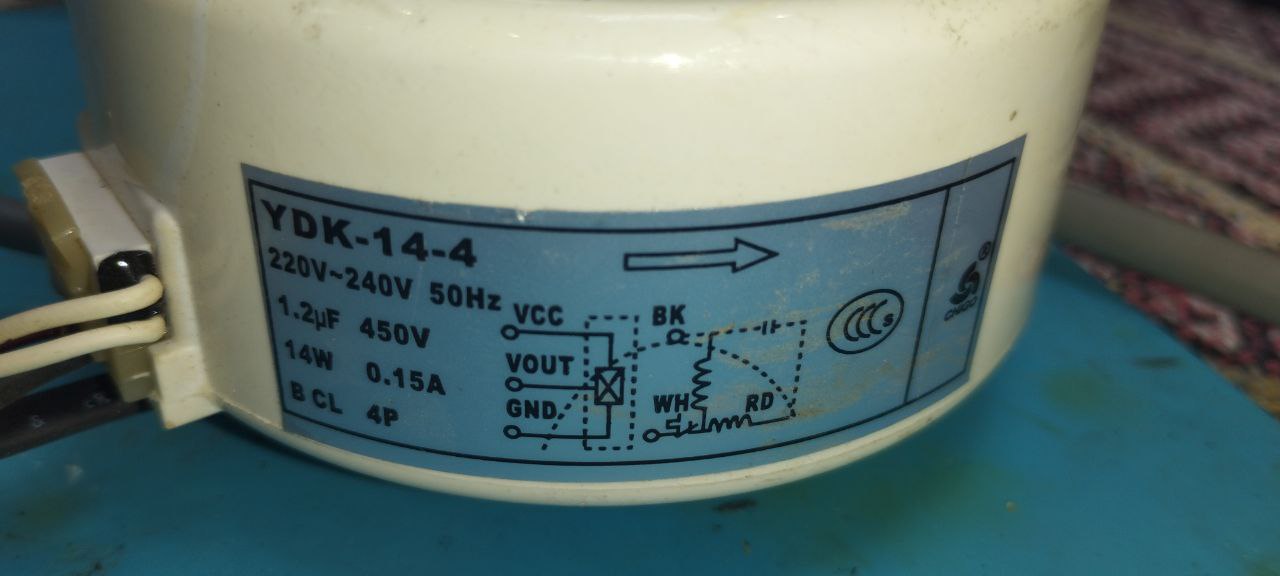 YDK-14-4
220V~240V 50Hz
1.2μF 450V
14W 0.15A
B CL 4P
VCC
VOUT
GND
BK
WH
RD
CCC S
CHIGO
®